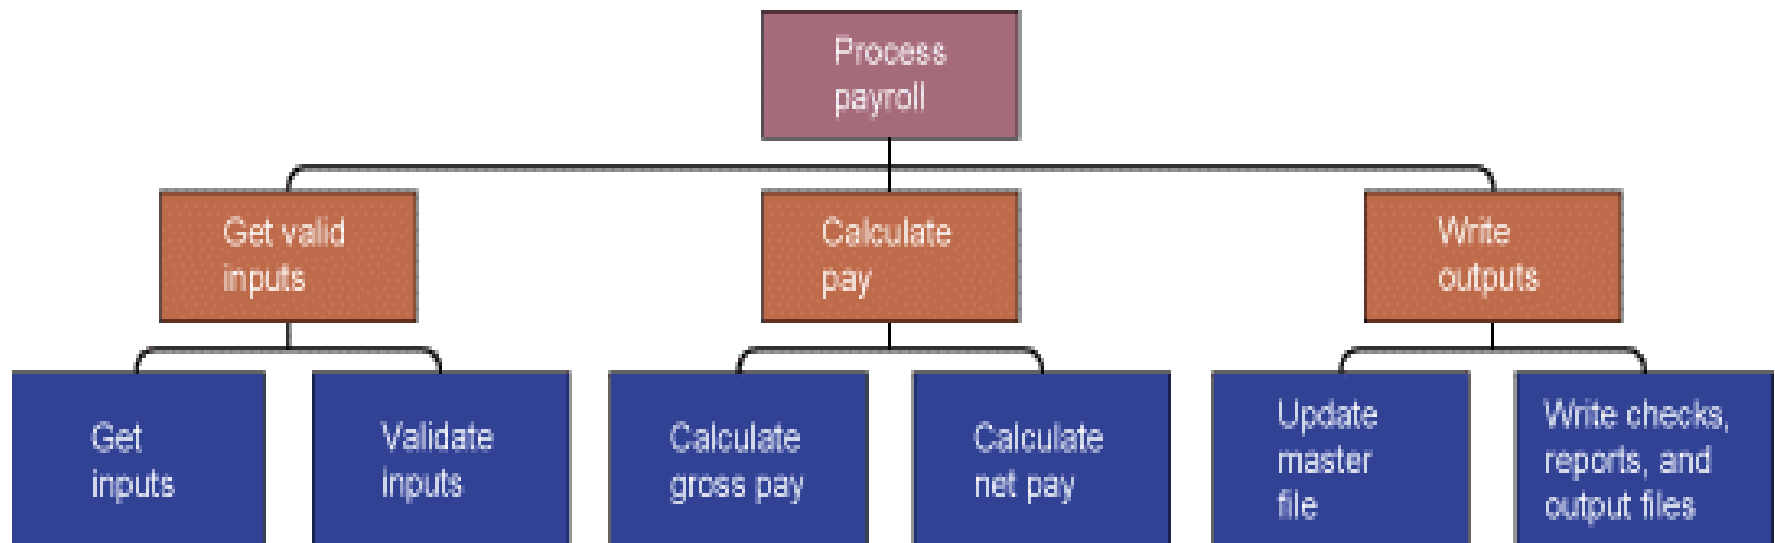 Process
payroll
Get valid
inputs
Calculate
pay
Write
outputs
Get
inputs
Validate
inputs
Calculate
gross pay
Calculate
net pay
Update
master
file
Write checks,
reports, and
output files